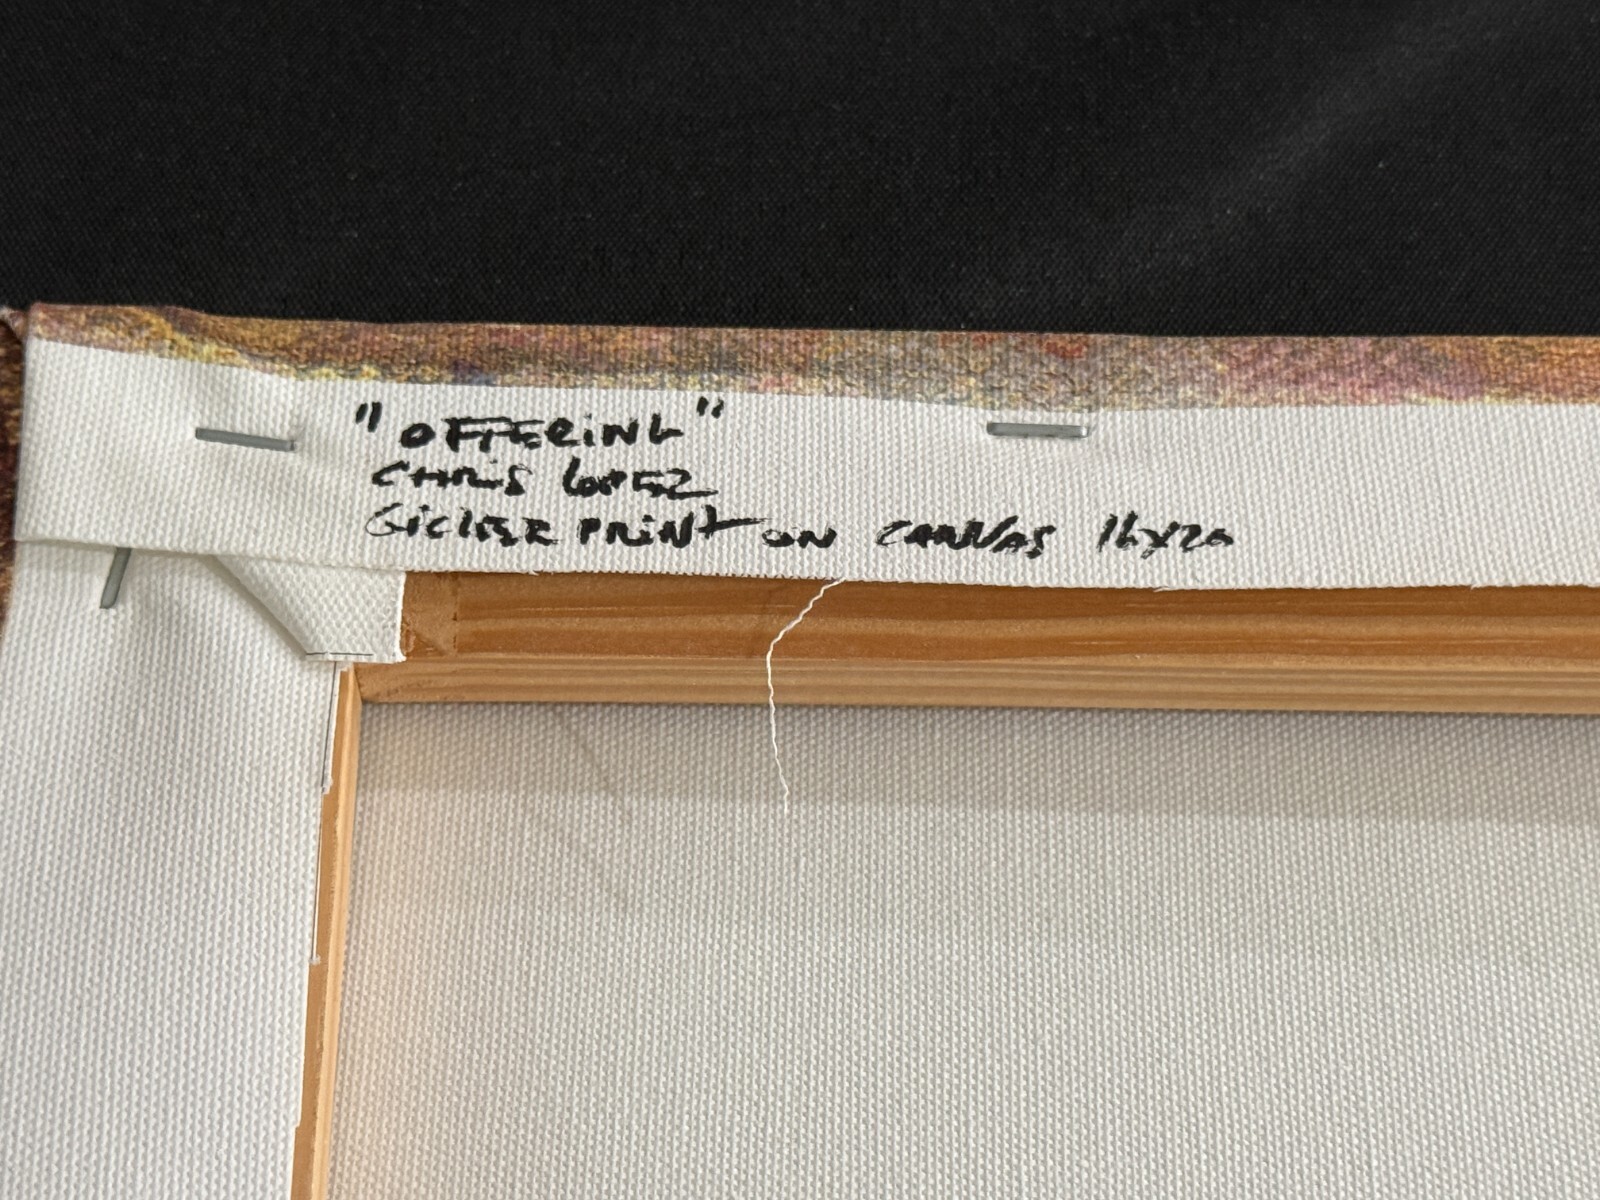 "OFFERING"
CHRIS LOPEZ
GICLEE PRINT ON CANVAS 16x20